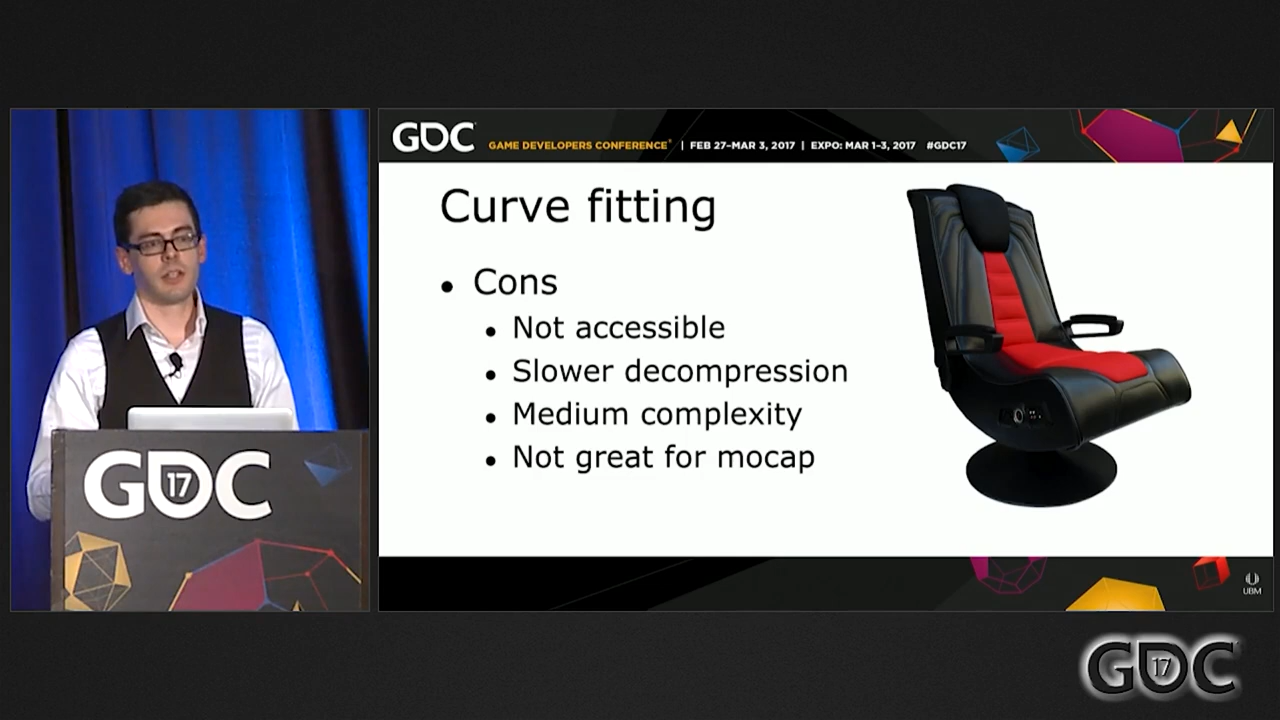 GDC
GAME DEVELOPERS CONFERENCE® | FEB 27–MAR 3, 2017 | EXPO: MAR 1–3, 2017 #GDC17
Curve fitting
• Cons
• Not accessible
• Slower decompression
• Medium complexity
• Not great for mocap
GDC
17
UBM
GDC
17